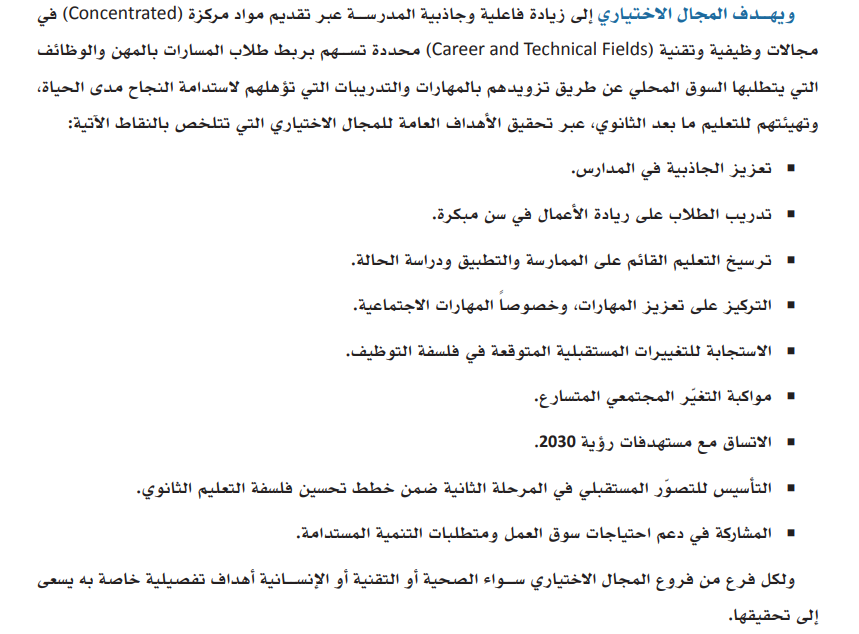 ويهـدف المجال الاختياري إلى زيادة فاعلية وجاذبية المدرسـة عبر تقديم مواد مركزة (Concentrated) في
مجالات وظيفية وتقنية (Career and Technical Fields) محددة تسـهم بربط طلاب المسارات بالمهن والوظائف
التي يتطلبها السوق المحلي عن طريق تزويدهم بالمهارات والتدريبات التي تؤهلهم لاستدامة النجاح مدى الحياة،
وتهيئتهم للتعليم ما بعد الثانوي، عبر تحقيق الأهداف العامة للمجال الاختياري التي تتلخص بالنقاط الآتية:
▪ تعزيز الجاذبية في المدارس.
▪ تدريب الطلاب على ريادة الأعمال في سن مبكرة.
▪ ترسيخ التعليم القائم على الممارسة والتطبيق ودراسة الحالة.
▪ التركيز على تعزيز المهارات، وخصوصاً المهارات الاجتماعية.
▪ الاستجابة للتغييرات المستقبلية المتوقعة في فلسفة التوظيف.
▪ مواكبة التغيّر المجتمعي المتسارع.
▪ الاتساق مع مستهدفات رؤية 2030.
▪ التأسيس للتصوّر المستقبلي في المرحلة الثانية ضمن خطط تحسين فلسفة التعليم الثانوي.
▪ المشاركة في دعم احتياجات سوق العمل ومتطلبات التنمية المستدامة.
ولكل فرع من فروع المجال الاختياري سـواء الصحية أو التقنية أو الإنسـانية أهداف تفصيلية خاصة به يسعى
إلى تحقيقها.